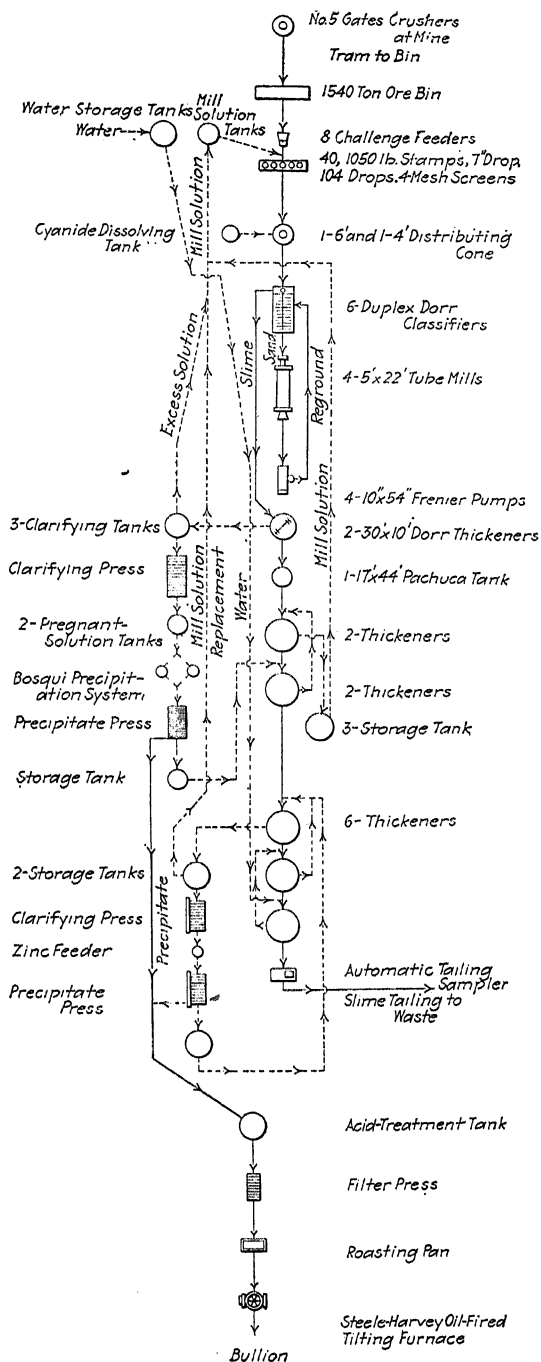 No.5 Gates Crushers
at Mine
Tram to Bin
1540 Ton Ore Bin
Water Storage Tanks
Water
Mill
Solution
Tanks
8 Challenge Feeders
40, 1050 lb. Stamps, 7" Drop,
104 Drops. 4-Mesh Screens
Mill Solution
Cyanide Dissolving
Tank
1-6' and 1-4' Distributing
Cone
6-Duplex Dorr
Classifiers
Excess Solution
Slime
Sand
Reground
4-5'x22' Tube Mills
Mill Solution
4-10"x54" Frenier Pumps
3-Clarifying Tanks
2-30'x10' Dorr Thickeners
Clarifying Press
1-17'x44' Pachuca Tank
Mill Solution
Replacement
Water
2-Pregnant-
Solution Tanks
2-Thickeners
Bosqui Precipit-
ation System
2-Thickeners
Precipitate Press
3-Storage Tank
Storage Tank
6-Thickeners
2-Storage Tanks
Precipitate
Clarifying Press
Zinc Feeder
Automatic Tailing
Sampler
Precipitate
Press
Slime Tailing to
Waste
Acid-Treatment Tank
Filter Press
Roasting Pan
Steele-Harvey Oil-Fired
Tilting Furnace
Bullion